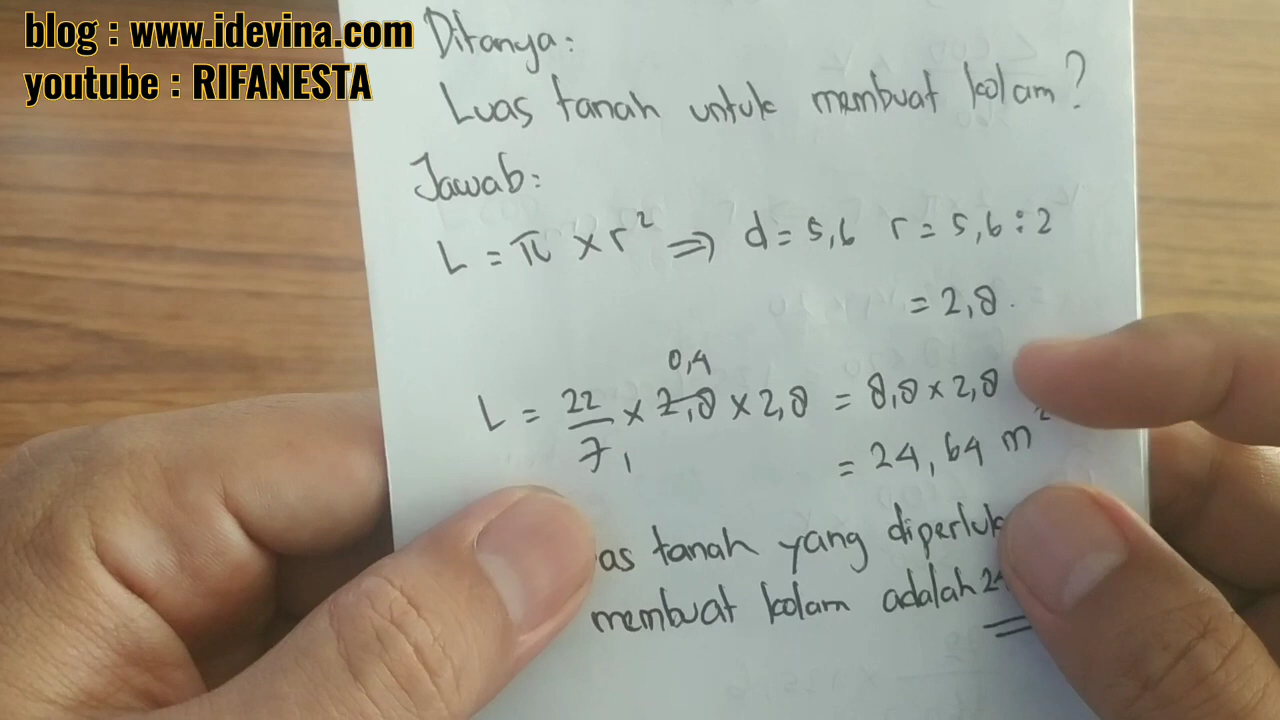 blog : www.idevina.com
youtube : RIFANESTA
Ditanya:
Luas tanah untuk membuat kolam?
Jawab:
L = π × r² ⇒ d = 5,6 r = 5,6 : 2
= 2,8.
0,4
L = 22/7 × 2,8 × 2,8 = 8,8 × 2,8
1
= 24,64 m²
as tanah yang diperluk
membuat kolam adalah 24